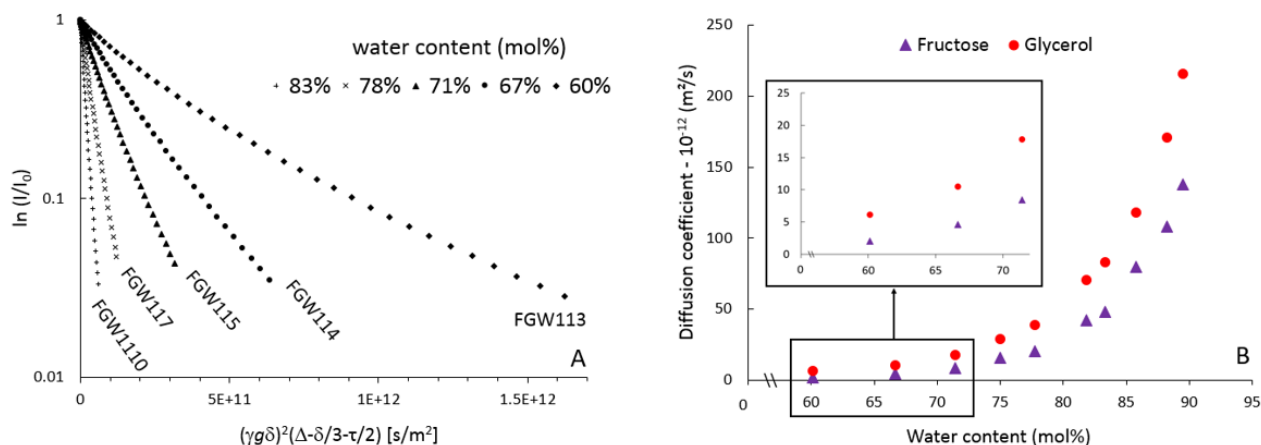 1
0.1
0.01
ln (I/I₀)
water content (mol%)
83% 78% 71% 67% 60%
FGW1110
FGW117
FGW115
FGW114
FGW113
A
0 5E+11 1E+12 1.5E+12
(γgδ)²(Δ-δ/3-τ/2) [s/m²]
Fructose Glycerol
250
200
150
100
50
0
Diffusion coefficient - 10⁻¹² (m²/s)
25
20
15
10
5
0
0 60 65 70
B
0 60 65 70 75 80 85 90 95
Water content (mol%)